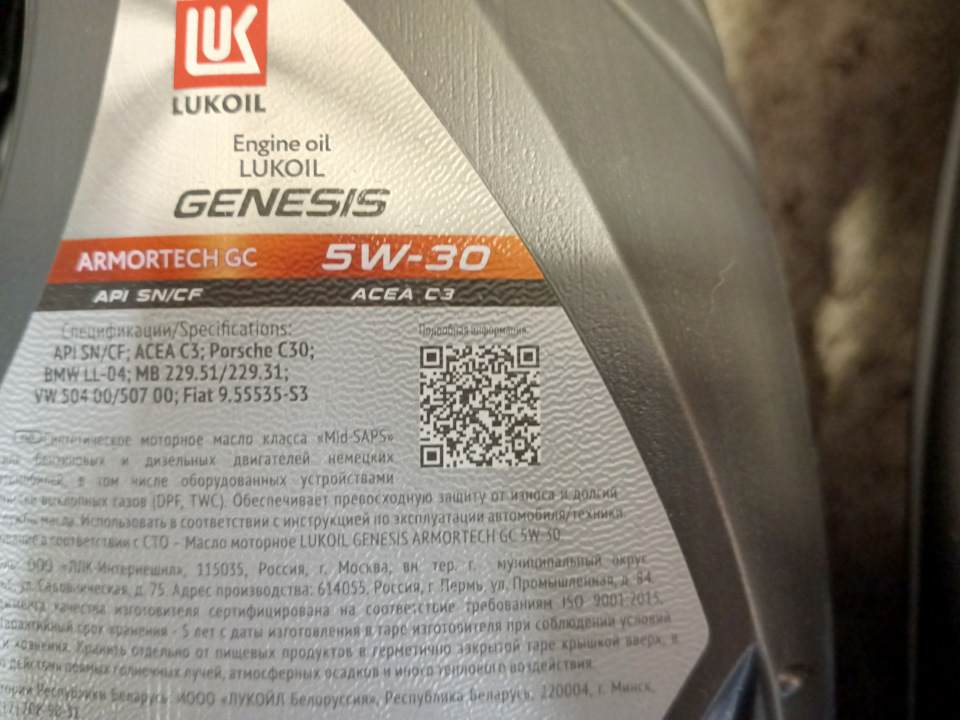 LUK
LUKOIL
Engine oil
LUKOIL
GENESIS
ARMORTECH GC 5W-30
API SN/CF ACEA C3
Спецификации/Specifications:
API SN/CF; ACEA C3; Porsche C30;
BMW LL-04; MB 229.51/229.31;
VW 504 00/507 00; Fiat 9.55535-S3
Подробная информация
моторное масло класса «Mid-SAPS»
и дизельных двигателей немецких
в том числе оборудованных устройствами
выхлопных газов (DPF, TWC). Обеспечивает превосходную защиту от износа и долгий
масла. Использовать в соответствии с инструкцией по эксплуатации автомобиля/техники.
в соответствии с СТО – Масло моторное LUKOIL GENESIS ARMORTECH GC 5W-30
ООО «ЛЛК-Интернешнл», 115035, Россия, г. Москва, вн. тер. г. муниципальный округ
ул. Садовническая, д. 75. Адрес производства: 614055, Россия, г. Пермь, ул. Промышленная, д. 84.
качества изготовителя сертифицирована на соответствие требованиям ISO 9001:2015.
Гарантийный срок хранения - 5 лет с даты изготовления в таре изготовителя при соблюдении условий
Хранить отдельно от пищевых продуктов в герметично закрытой таре крышкой вверх, в
действия прямых солнечных лучей, атмосферных осадков и иного теплового воздействия.
Республики Беларусь: ИООО «ЛУКОЙЛ Белоруссия», Республика Беларусь, 220004, г. Минск,